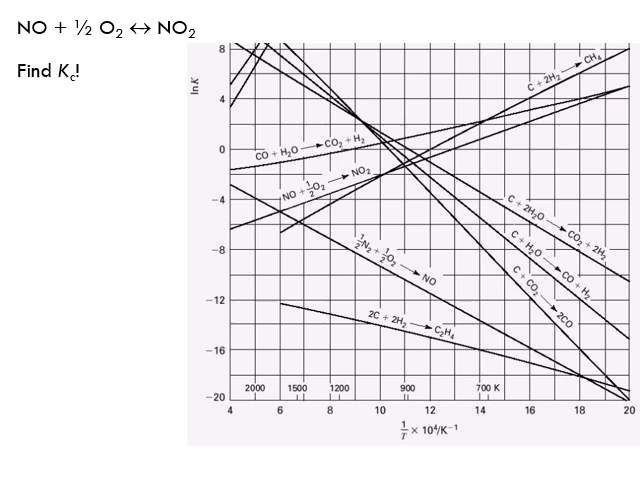 NO + ½ O₂ ↔ NO₂
Find K꜀!
ln K
8
4
0
−4
−8
−12
−16
−20
C + 2H₂ → CH₄
CO + H₂O → CO₂ + H₂
NO + ½O₂ → NO₂
½N₂ + ½O₂ → NO
2C + 2H₂ → C₂H₄
C + 2H₂O → CO₂ + 2H₂
C + H₂O → CO + H₂
C + CO₂ → 2CO
2000 1500 1200 900 700 K
4 6 8 10 12 14 16 18 20
1/T × 10⁴/K⁻¹